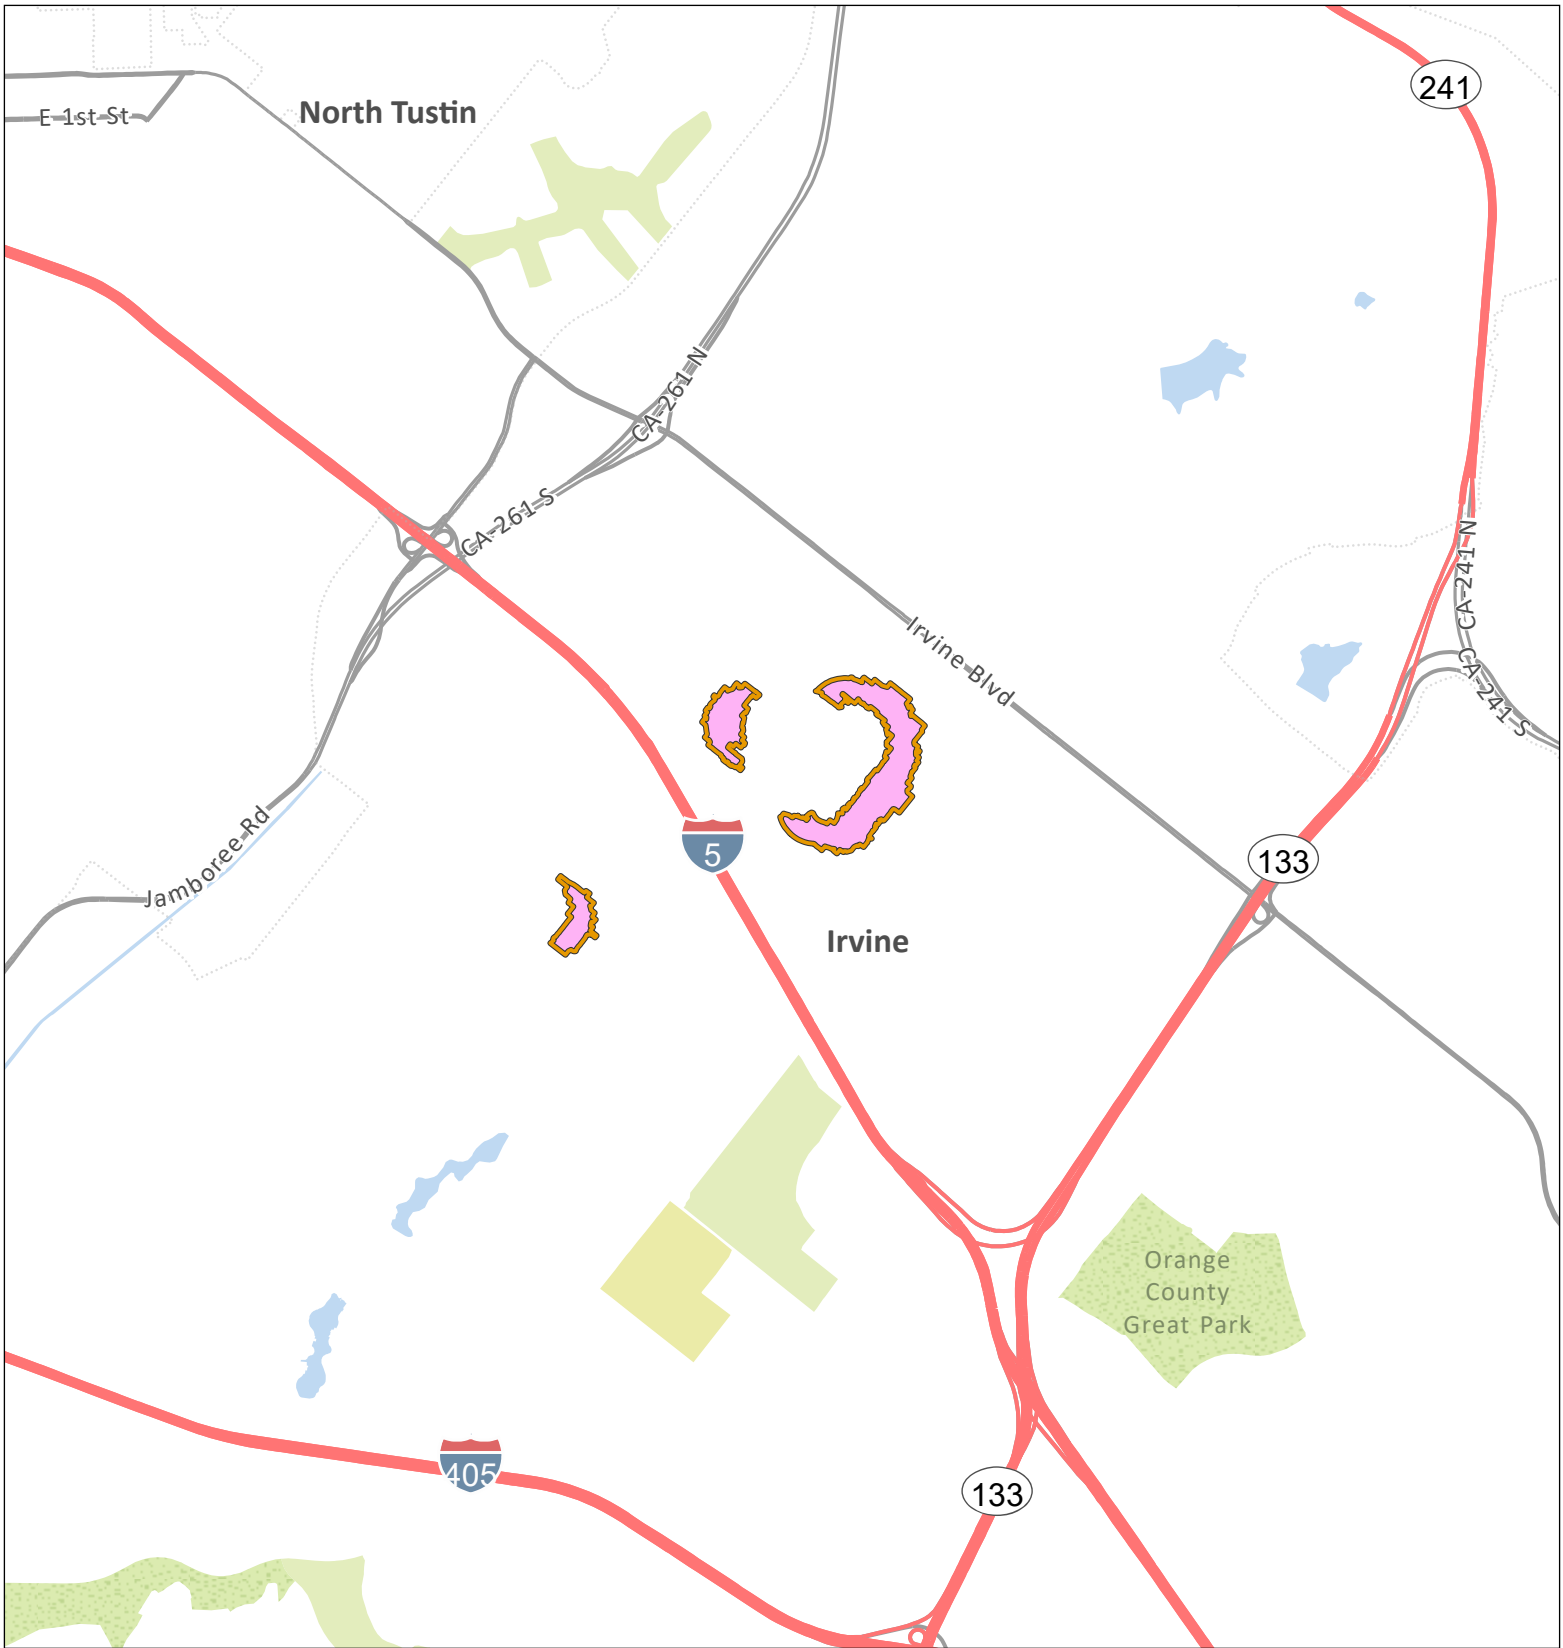 241
North Tustin
E 1st St
CA-261 N
CA-261 S
CA-241 N
Irvine Blvd
CA-241 S
Jamboree Rd
5
133
Irvine
Orange
County
Great Park
405
133